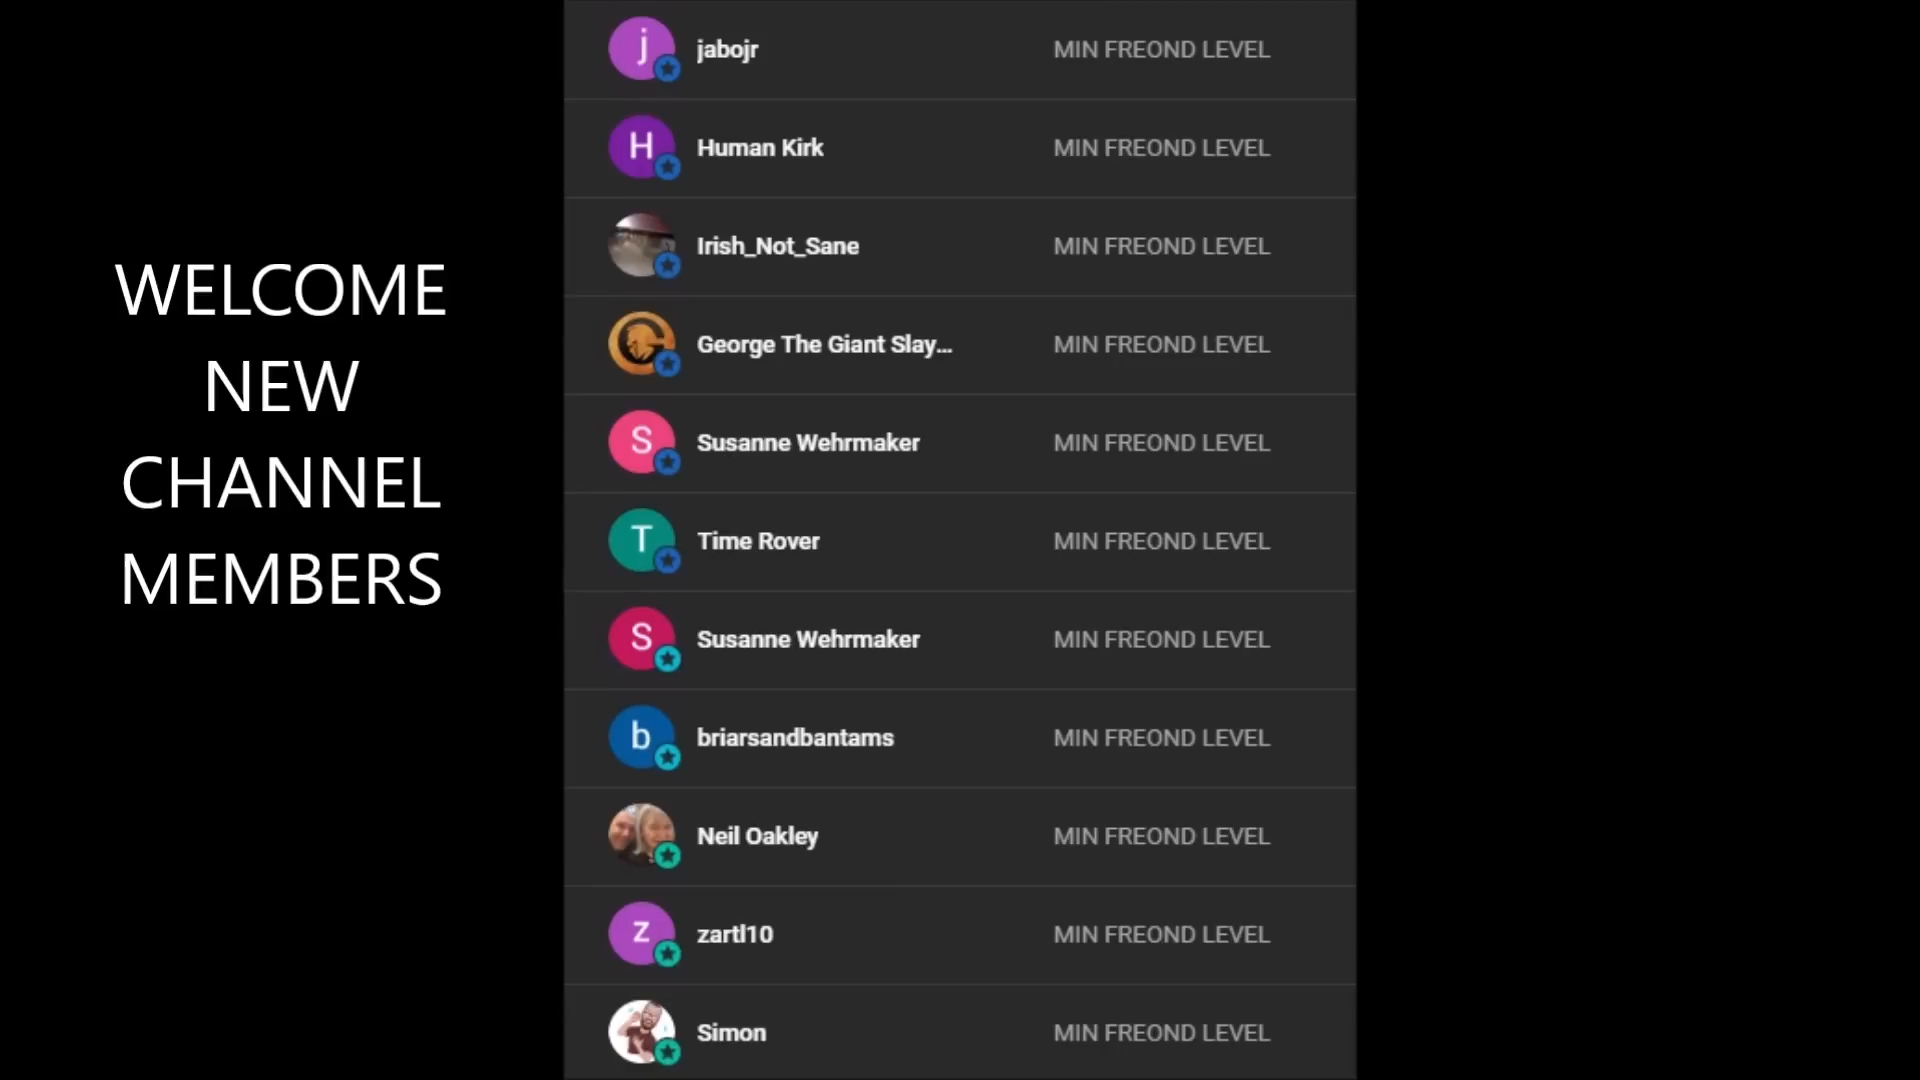 WELCOME
NEW
CHANNEL
MEMBERS
j jabojr MIN FREOND LEVEL
H Human Kirk MIN FREOND LEVEL
Irish_Not_Sane MIN FREOND LEVEL
George The Giant Slay... MIN FREOND LEVEL
S Susanne Wehrmaker MIN FREOND LEVEL
T Time Rover MIN FREOND LEVEL
S Susanne Wehrmaker MIN FREOND LEVEL
b briarsandbantams MIN FREOND LEVEL
Neil Oakley MIN FREOND LEVEL
z zartl10 MIN FREOND LEVEL
Simon MIN FREOND LEVEL